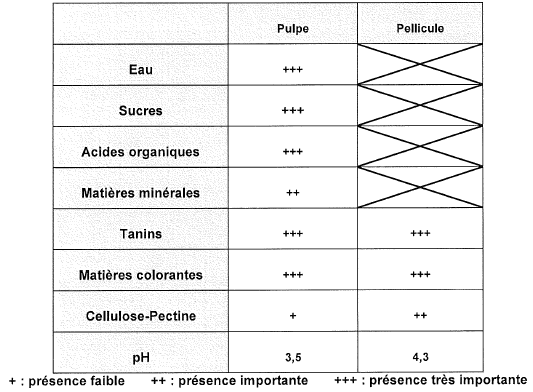 Pulpe Pellicule
Eau +++
Sucres +++
Acides organiques +++
Matières minérales ++
Tanins +++ +++
Matières colorantes +++ +++
Cellulose-Pectine + ++
pH 3,5 4,3
+ : présence faible ++ : présence importante +++ : présence très importante